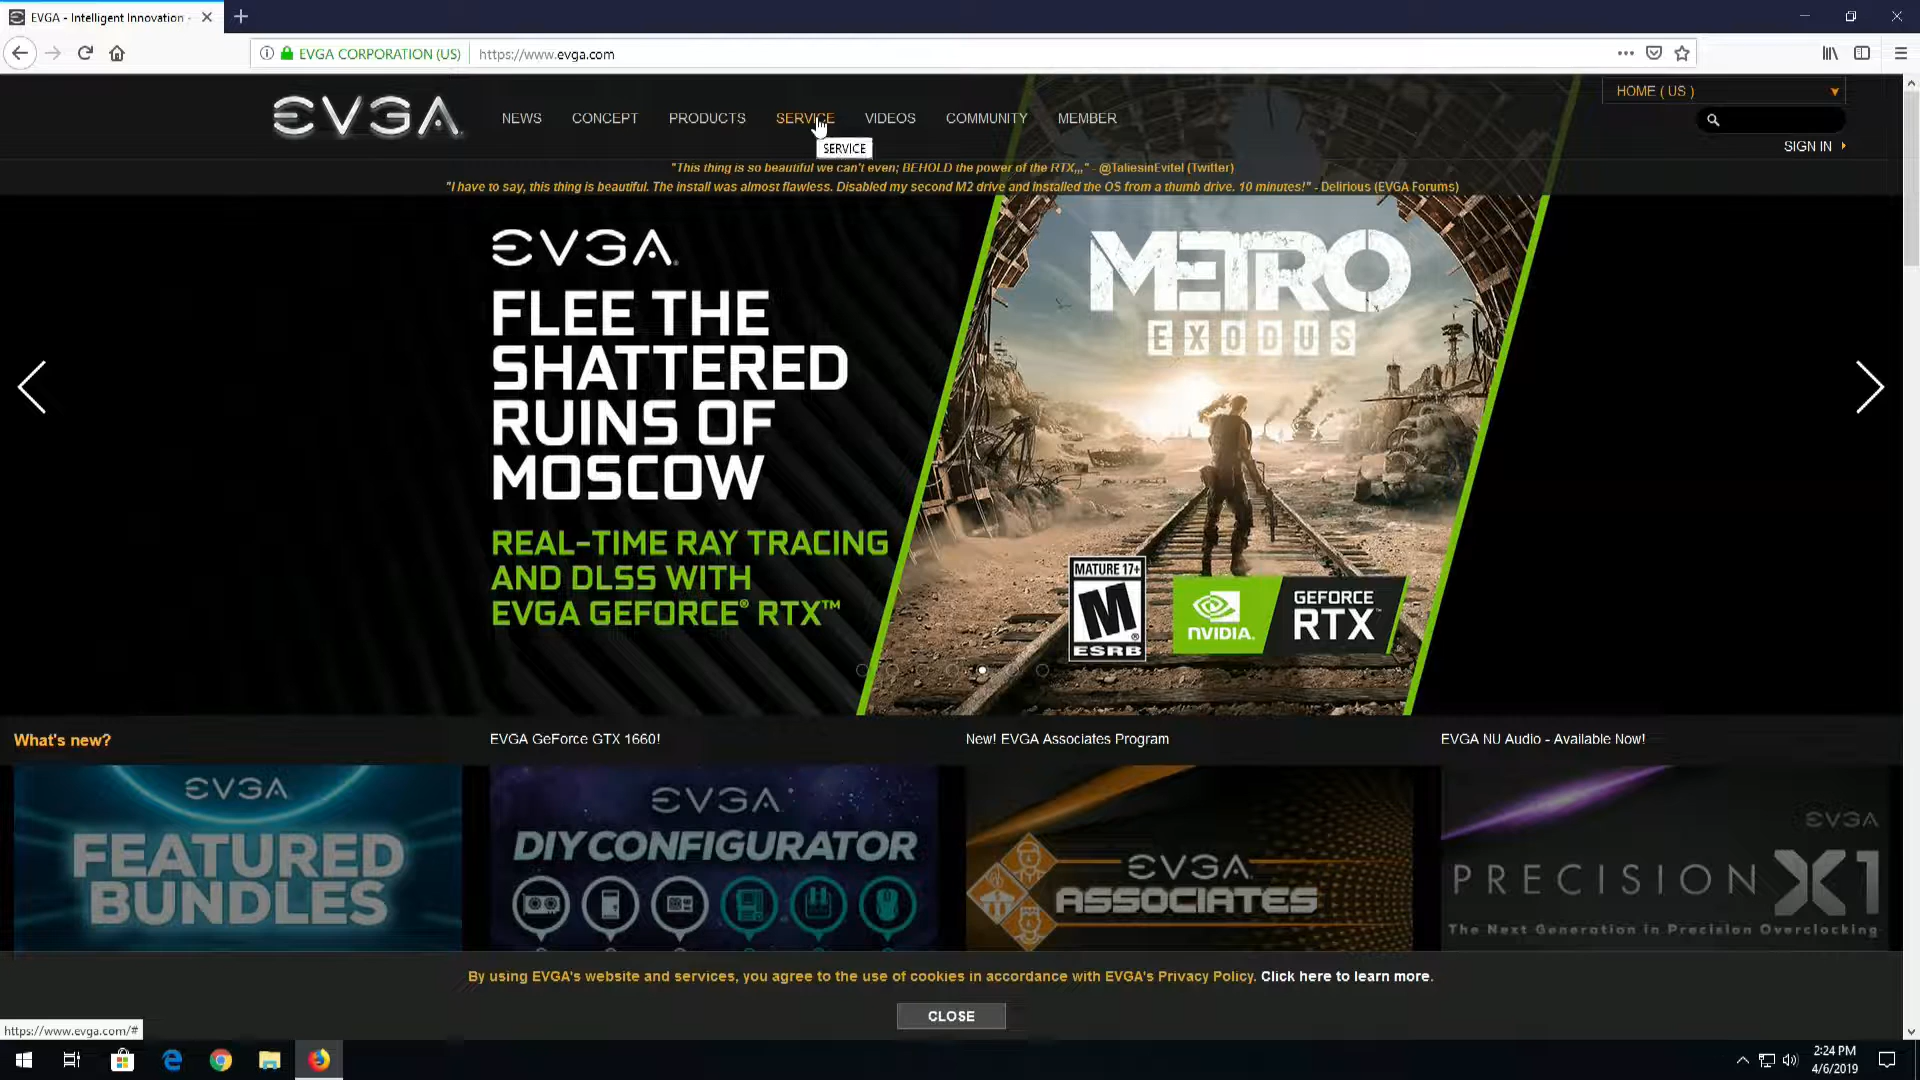 EVGA - Intelligent Innovation -
EVGA CORPORATION (US)
https://www.evga.com
HOME ( US )
EVGA
NEWS
CONCEPT
PRODUCTS
SERVICE
VIDEOS
COMMUNITY
MEMBER
SERVICE
SIGN IN
"This thing is so beautiful we can't even; BEHOLD the power of the RTX,,," - @TaliesinEvitel (Twitter)
"I have to say, this thing is beautiful. The install was almost flawless. Disabled my second M2 drive and installed the OS from a thumb drive. 10 minutes!" - Delirious (EVGA Forums)
EVGA
FLEE THE
SHATTERED
RUINS OF
MOSCOW
REAL-TIME RAY TRACING
AND DLSS WITH
EVGA GEFORCE® RTX™
METRO
EXODUS
MATURE 17+
M
ESRB
NVIDIA.
GEFORCE
RTX™
What's new?
EVGA GeForce GTX 1660!
New! EVGA Associates Program
EVGA NU Audio - Available Now!
EVGA
FEATURED
BUNDLES
EVGA
DIY CONFIGURATOR
EVGA
ASSOCIATES
EVGA
PRECISION X1
The Next Generation in Precision Overclocking
By using EVGA's website and services, you agree to the use of cookies in accordance with EVGA's Privacy Policy. Click here to learn more.
CLOSE
https://www.evga.com/#
2:24 PM
4/6/2019